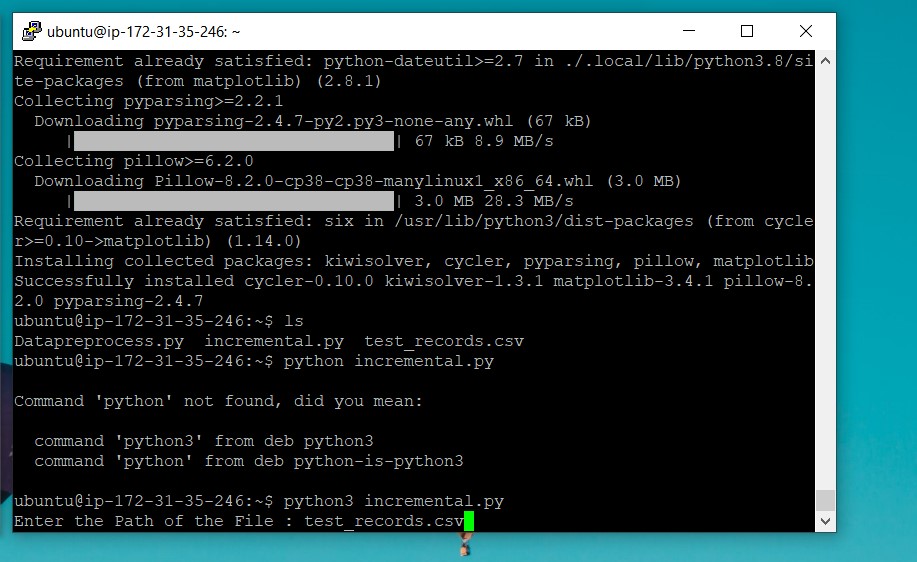 ubuntu@ip-172-31-35-246: ~
Requirement already satisfied: python-dateutil>=2.7 in ./.local/lib/python3.8/si
te-packages (from matplotlib) (2.8.1)
Collecting pyparsing>=2.2.1
  Downloading pyparsing-2.4.7-py2.py3-none-any.whl (67 kB)
     |████████████████████████████████| 67 kB 8.9 MB/s
Collecting pillow>=6.2.0
  Downloading Pillow-8.2.0-cp38-cp38-manylinux1_x86_64.whl (3.0 MB)
     |████████████████████████████████| 3.0 MB 28.3 MB/s
Requirement already satisfied: six in /usr/lib/python3/dist-packages (from cycle
r>=0.10->matplotlib) (1.14.0)
Installing collected packages: kiwisolver, cycler, pyparsing, pillow, matplotlib
Successfully installed cycler-0.10.0 kiwisolver-1.3.1 matplotlib-3.4.1 pillow-8.
2.0 pyparsing-2.4.7
ubuntu@ip-172-31-35-246:~$ ls
Datapreprocess.py  incremental.py  test_records.csv
ubuntu@ip-172-31-35-246:~$ python incremental.py
Command 'python' not found, did you mean:
  command 'python3' from deb python3
  command 'python' from deb python-is-python3
ubuntu@ip-172-31-35-246:~$ python3 incremental.py
Enter the Path of the File : test_records.csv